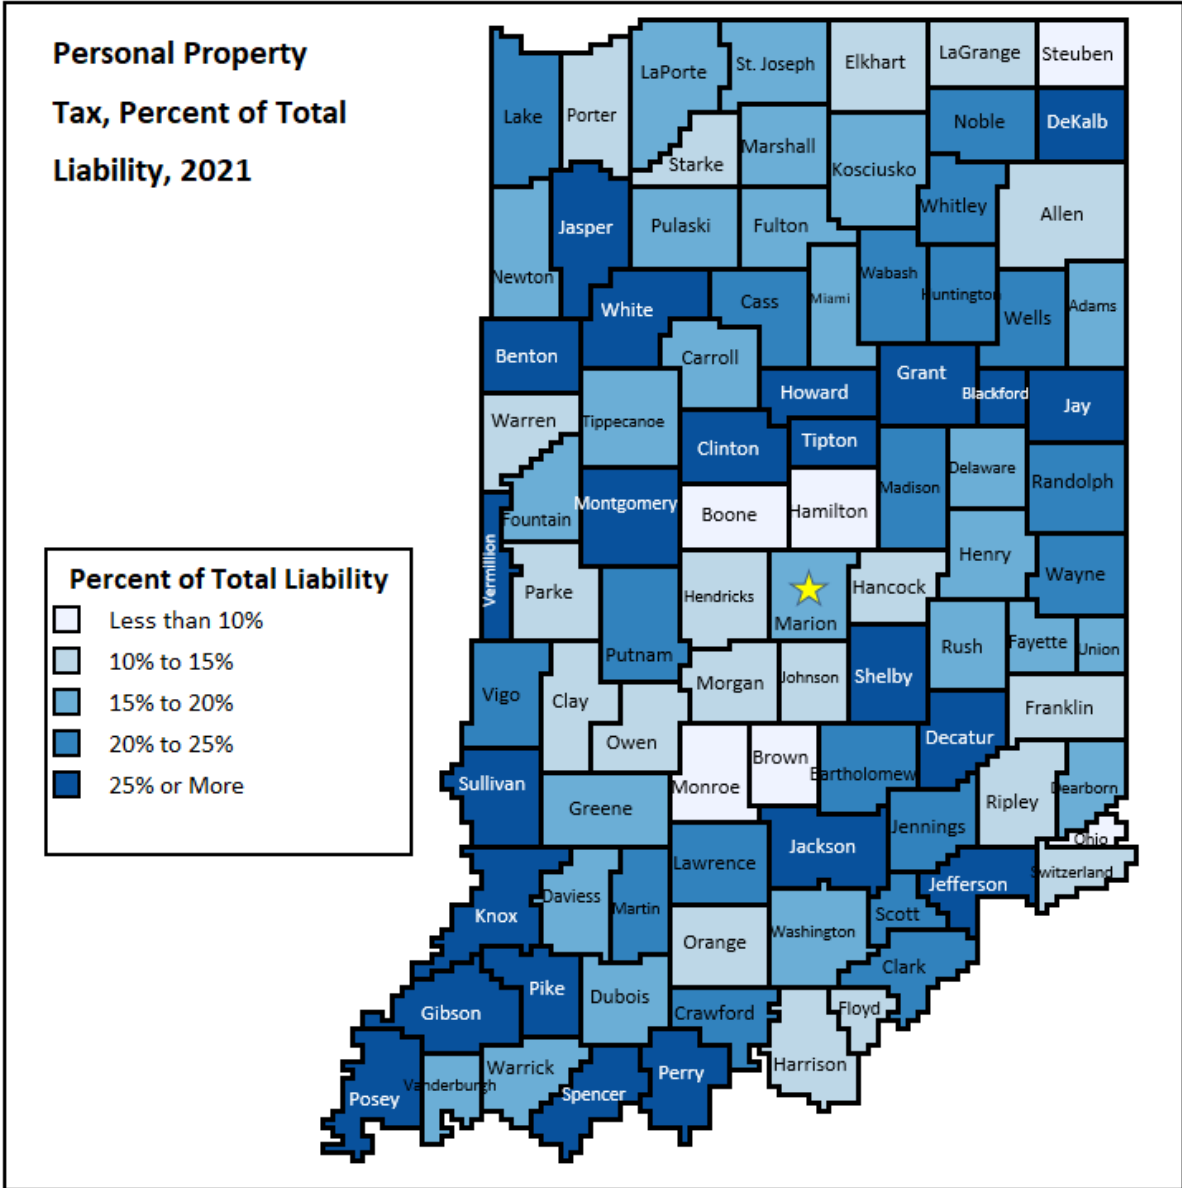 Personal Property
Tax, Percent of Total
Liability, 2021
LaPorte
St. Joseph
Elkhart
LaGrange
Steuben
Lake
Porter
Starke
Marshall
Kosciusko
Noble
DeKalb
Whitley
Allen
Newton
Jasper
Pulaski
Fulton
White
Cass
Miami
Wabash
Huntington
Wells
Adams
Benton
Carroll
Howard
Grant
Blackford
Jay
Warren
Tippecanoe
Clinton
Tipton
Madison
Delaware
Randolph
Fountain
Montgomery
Boone
Hamilton
Henry
Wayne
Vermillion
Parke
Putnam
Hendricks
Marion
Hancock
Rush
Fayette
Union
Vigo
Clay
Owen
Morgan
Johnson
Shelby
Franklin
Decatur
Sullivan
Greene
Monroe
Brown
Bartholomew
Jennings
Ripley
Dearborn
Ohio
Switzerland
Jefferson
Knox
Daviess
Martin
Lawrence
Jackson
Orange
Washington
Scott
Clark
Gibson
Pike
Dubois
Crawford
Floyd
Harrison
Posey
Vanderburgh
Warrick
Spencer
Perry
Percent of Total Liability
Less than 10%
10% to 15%
15% to 20%
20% to 25%
25% or More